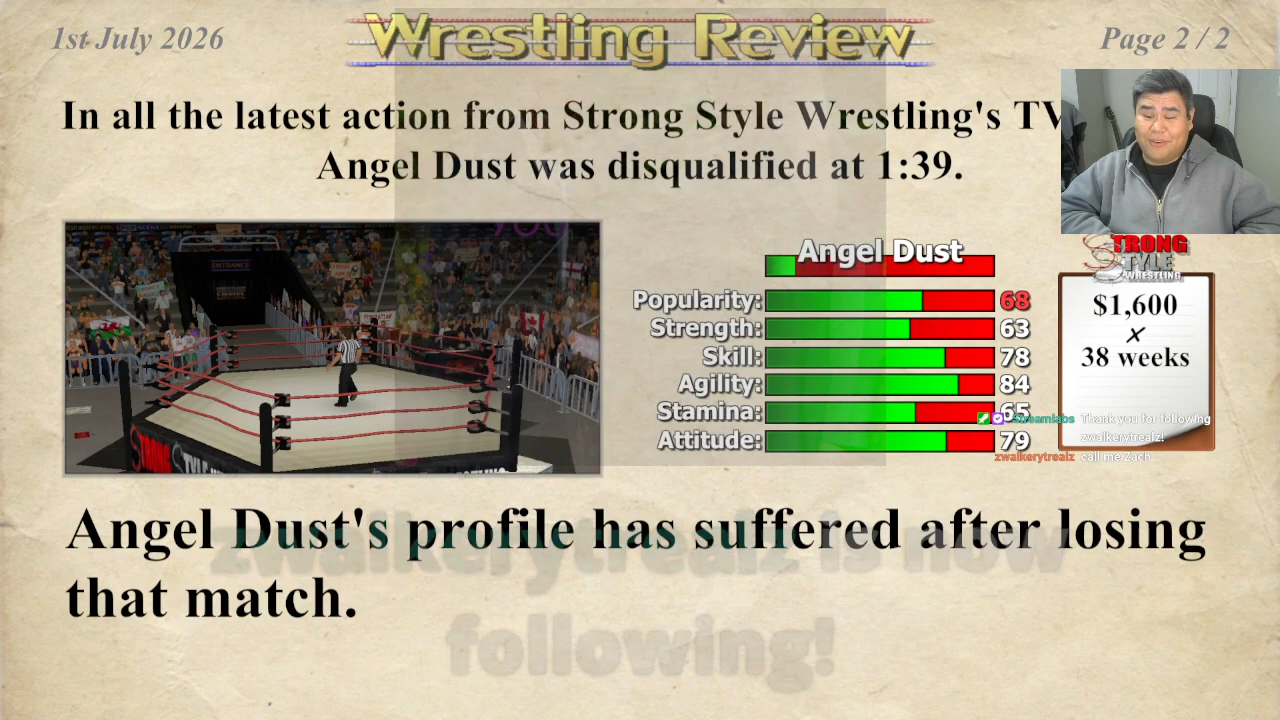 1st July 2026
Wrestling Review
Page 2 / 2
In all the latest action from Strong Style Wrestling's TV
Angel Dust was disqualified at 1:39.
ENTRANCE
Angel Dust
Popularity: 68
Strength: 63
Skill: 78
Agility: 84
Stamina: 65
Attitude: 79
STRONG
STYLE
WRESTLING
$1,600
×
38 weeks
Streamlabs Thank you for following
zwalkerytrealz!
zwalkerytrealz call me Zach
Angel Dust's profile has suffered after losing
that match.
zwalkerytrealz is now
following!